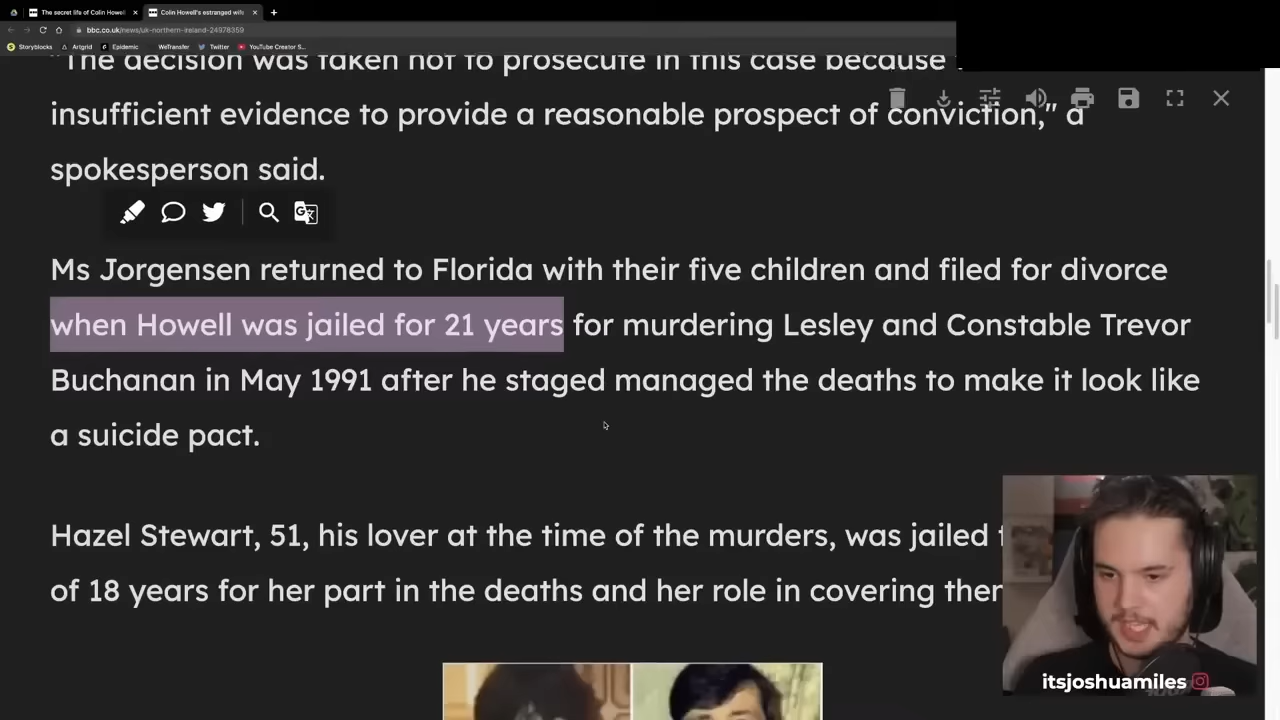 The secret life of Colin Howell
Colin Howell's estranged wife
bbc.co.uk/news/uk-northern-ireland-24978359
Storyblocks
Artgrid
Epidemic
WeTransfer
Twitter
YouTube Creator S...
"The decision was taken not to prosecute in this case because
insufficient evidence to provide a reasonable prospect of conviction," a
spokesperson said.
Ms Jorgensen returned to Florida with their five children and filed for divorce
when Howell was jailed for 21 years for murdering Lesley and Constable Trevor
Buchanan in May 1991 after he staged managed the deaths to make it look like
a suicide pact.
Hazel Stewart, 51, his lover at the time of the murders, was jailed
of 18 years for her part in the deaths and her role in covering
itsjoshuamiles